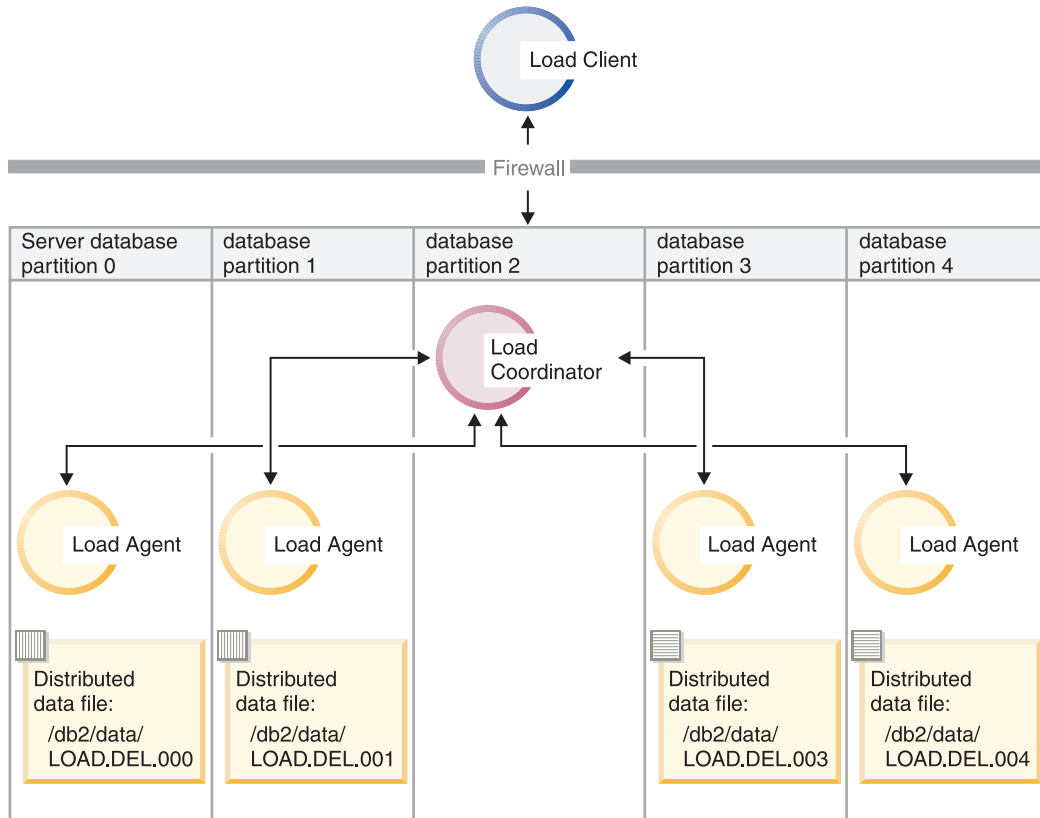 Load Client
Firewall
Server database
partition 0
database
partition 1
database
partition 2
database
partition 3
database
partition 4
Load
Coordinator
Load Agent
Load Agent
Load Agent
Load Agent
Distributed
data file:
/db2/data/
LOAD.DEL.000
Distributed
data file:
/db2/data/
LOAD.DEL.001
Distributed
data file:
/db2/data/
LOAD.DEL.003
Distributed
data file:
/db2/data/
LOAD.DEL.004